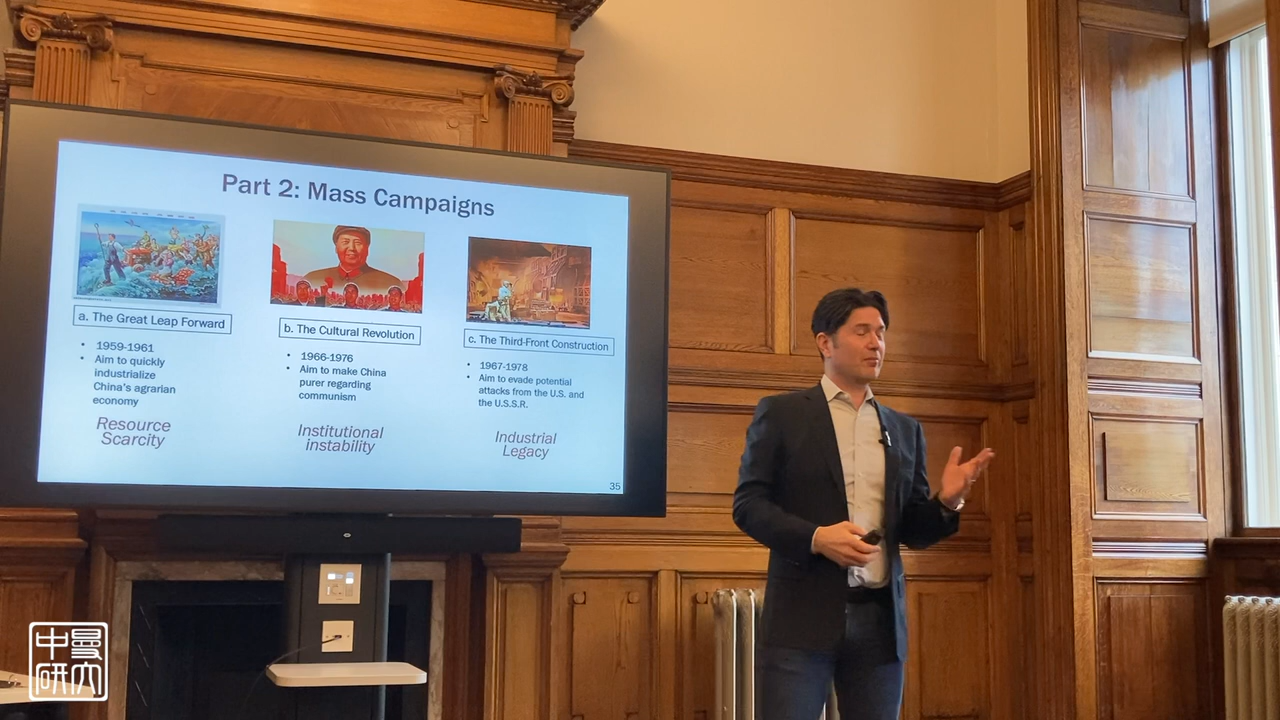 Part 2: Mass Campaigns
a. The Great Leap Forward
• 1959-1961
• Aim to quickly
industrialize
China's agrarian
economy
Resource
Scarcity
b. The Cultural Revolution
• 1966-1976
• Aim to make China
purer regarding
communism
Institutional
instability
c. The Third-Front Construction
• 1967-1978
• Aim to evade potential
attacks from the U.S. and
the U.S.S.R.
Industrial
Legacy
35
中曼
研